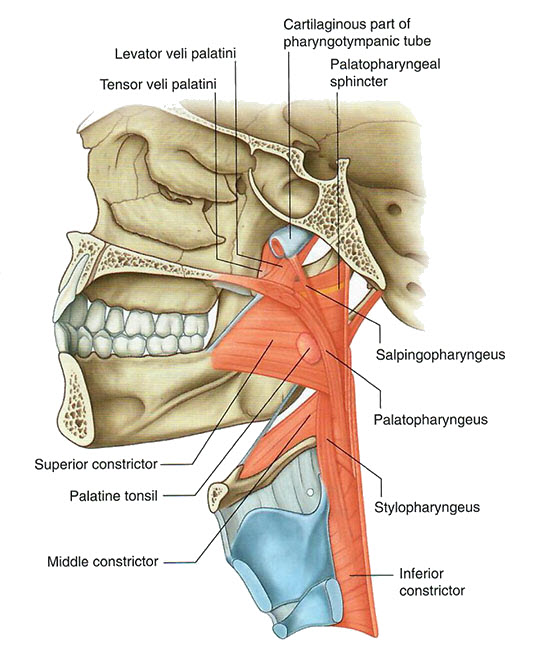 Cartilaginous part of
pharyngotympanic tube
Levator veli palatini
Palatopharyngeal
sphincter
Tensor veli palatini
Salpingopharyngeus
Palatopharyngeus
Superior constrictor
Palatine tonsil
Stylopharyngeus
Middle constrictor
Inferior
constrictor